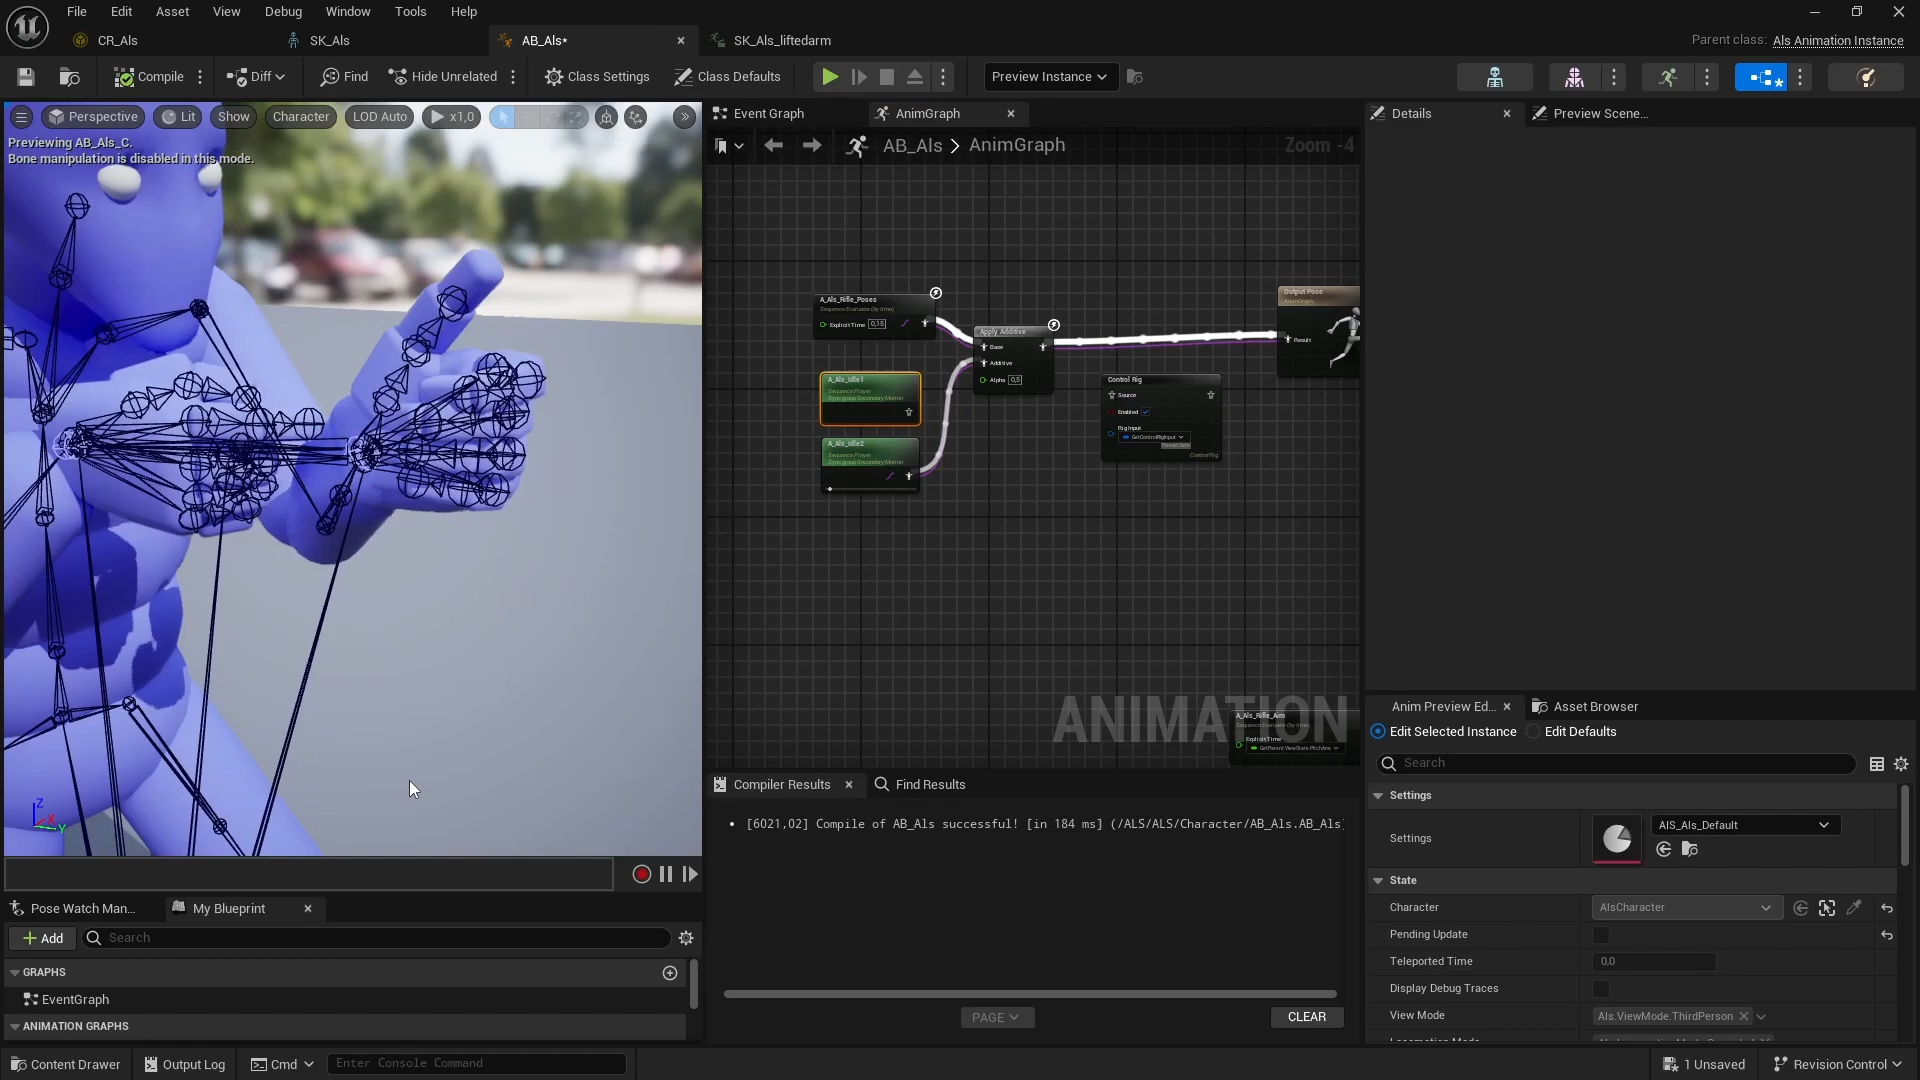 File Edit Asset View Debug Window Tools Help
CR_Als SK_Als AB_Als* SK_Als_liftedarm Parent class: Als Animation Instance
Compile Diff Find Hide Unrelated Class Settings Class Defaults Preview Instance
Perspective Lit Show Character LOD Auto x1,0
Previewing AB_Als_C.
Bone manipulation is disabled in this mode.
Z
X
Y
Event Graph AnimGraph
AB_Als > AnimGraph Zoom -4
A_Als_Rifle_Poses
Sequence Evaluator (by time)
Explicit Time 0,15
A_Als_Idle1
Sequence Player
Sync group Secondary Motion
A_Als_Idle2
Sequence Player
Sync group Secondary Motion
Apply Additive
Base
Additive
Alpha 0,5
Control Rig
Source
Enabled
Rig Input
GetControlRigInput
Thread Safe
Control Rig
Output Pose
AnimGraph
Result
A_Als_Rifle_Aim
Sequence Evaluator (by time)
Explicit Time
ANIMATION
Compiler Results Find Results
[6021,02] Compile of AB_Als successful! [in 184 ms] (/ALS/ALS/Character/AB_Als.AB_Als
PAGE CLEAR
Pose Watch Man... My Blueprint
Add Search
GRAPHS
EventGraph
ANIMATION GRAPHS
Details Preview Scene...
Anim Preview Ed... Asset Browser
Edit Selected Instance Edit Defaults
Search
Settings
Settings AlS_Als_Default
State
Character AlsCharacter
Pending Update
Teleported Time 0,0
Display Debug Traces
View Mode Als.ViewMode.ThirdPerson
Content Drawer Output Log Cmd Enter Console Command 1 Unsaved Revision Control